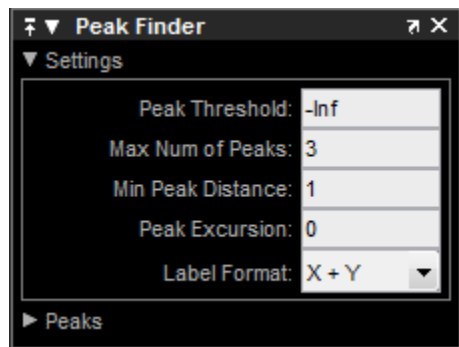 Peak Finder
Settings
Peak Threshold: -Inf
Max Num of Peaks: 3
Min Peak Distance: 1
Peak Excursion: 0
Label Format: X + Y
Peaks